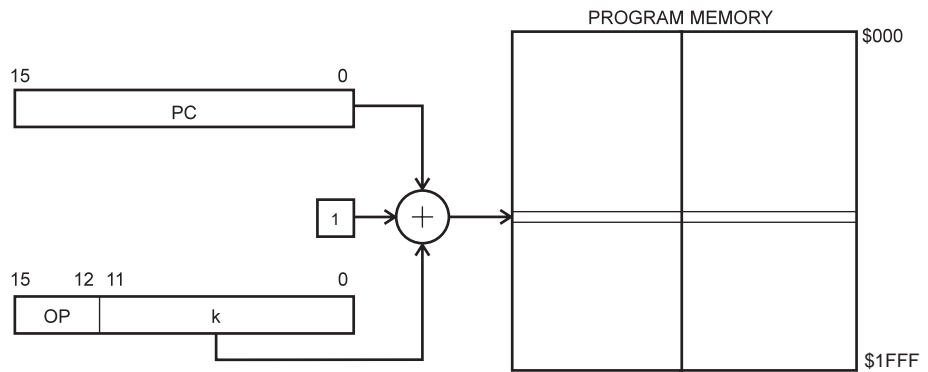 PROGRAM MEMORY
$000
15 0
PC
1
+
15 12 11 0
OP k
$1FFF